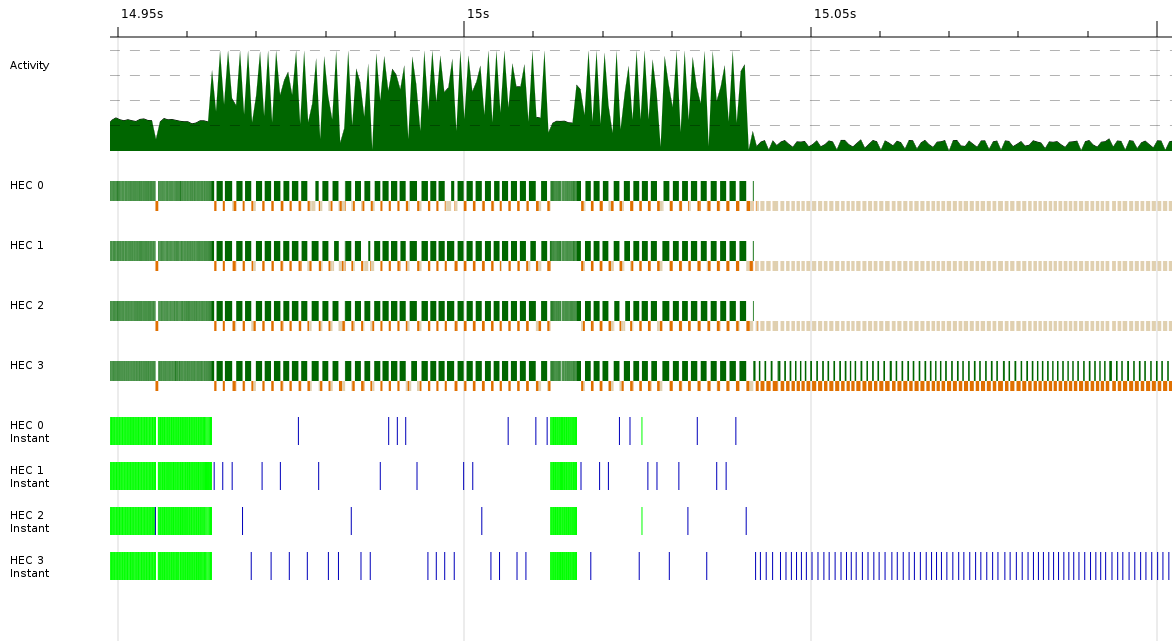 14.95s 15s 15.05s
Activity
HEC 0
HEC 1
HEC 2
HEC 3
HEC 0
Instant
HEC 1
Instant
HEC 2
Instant
HEC 3
Instant